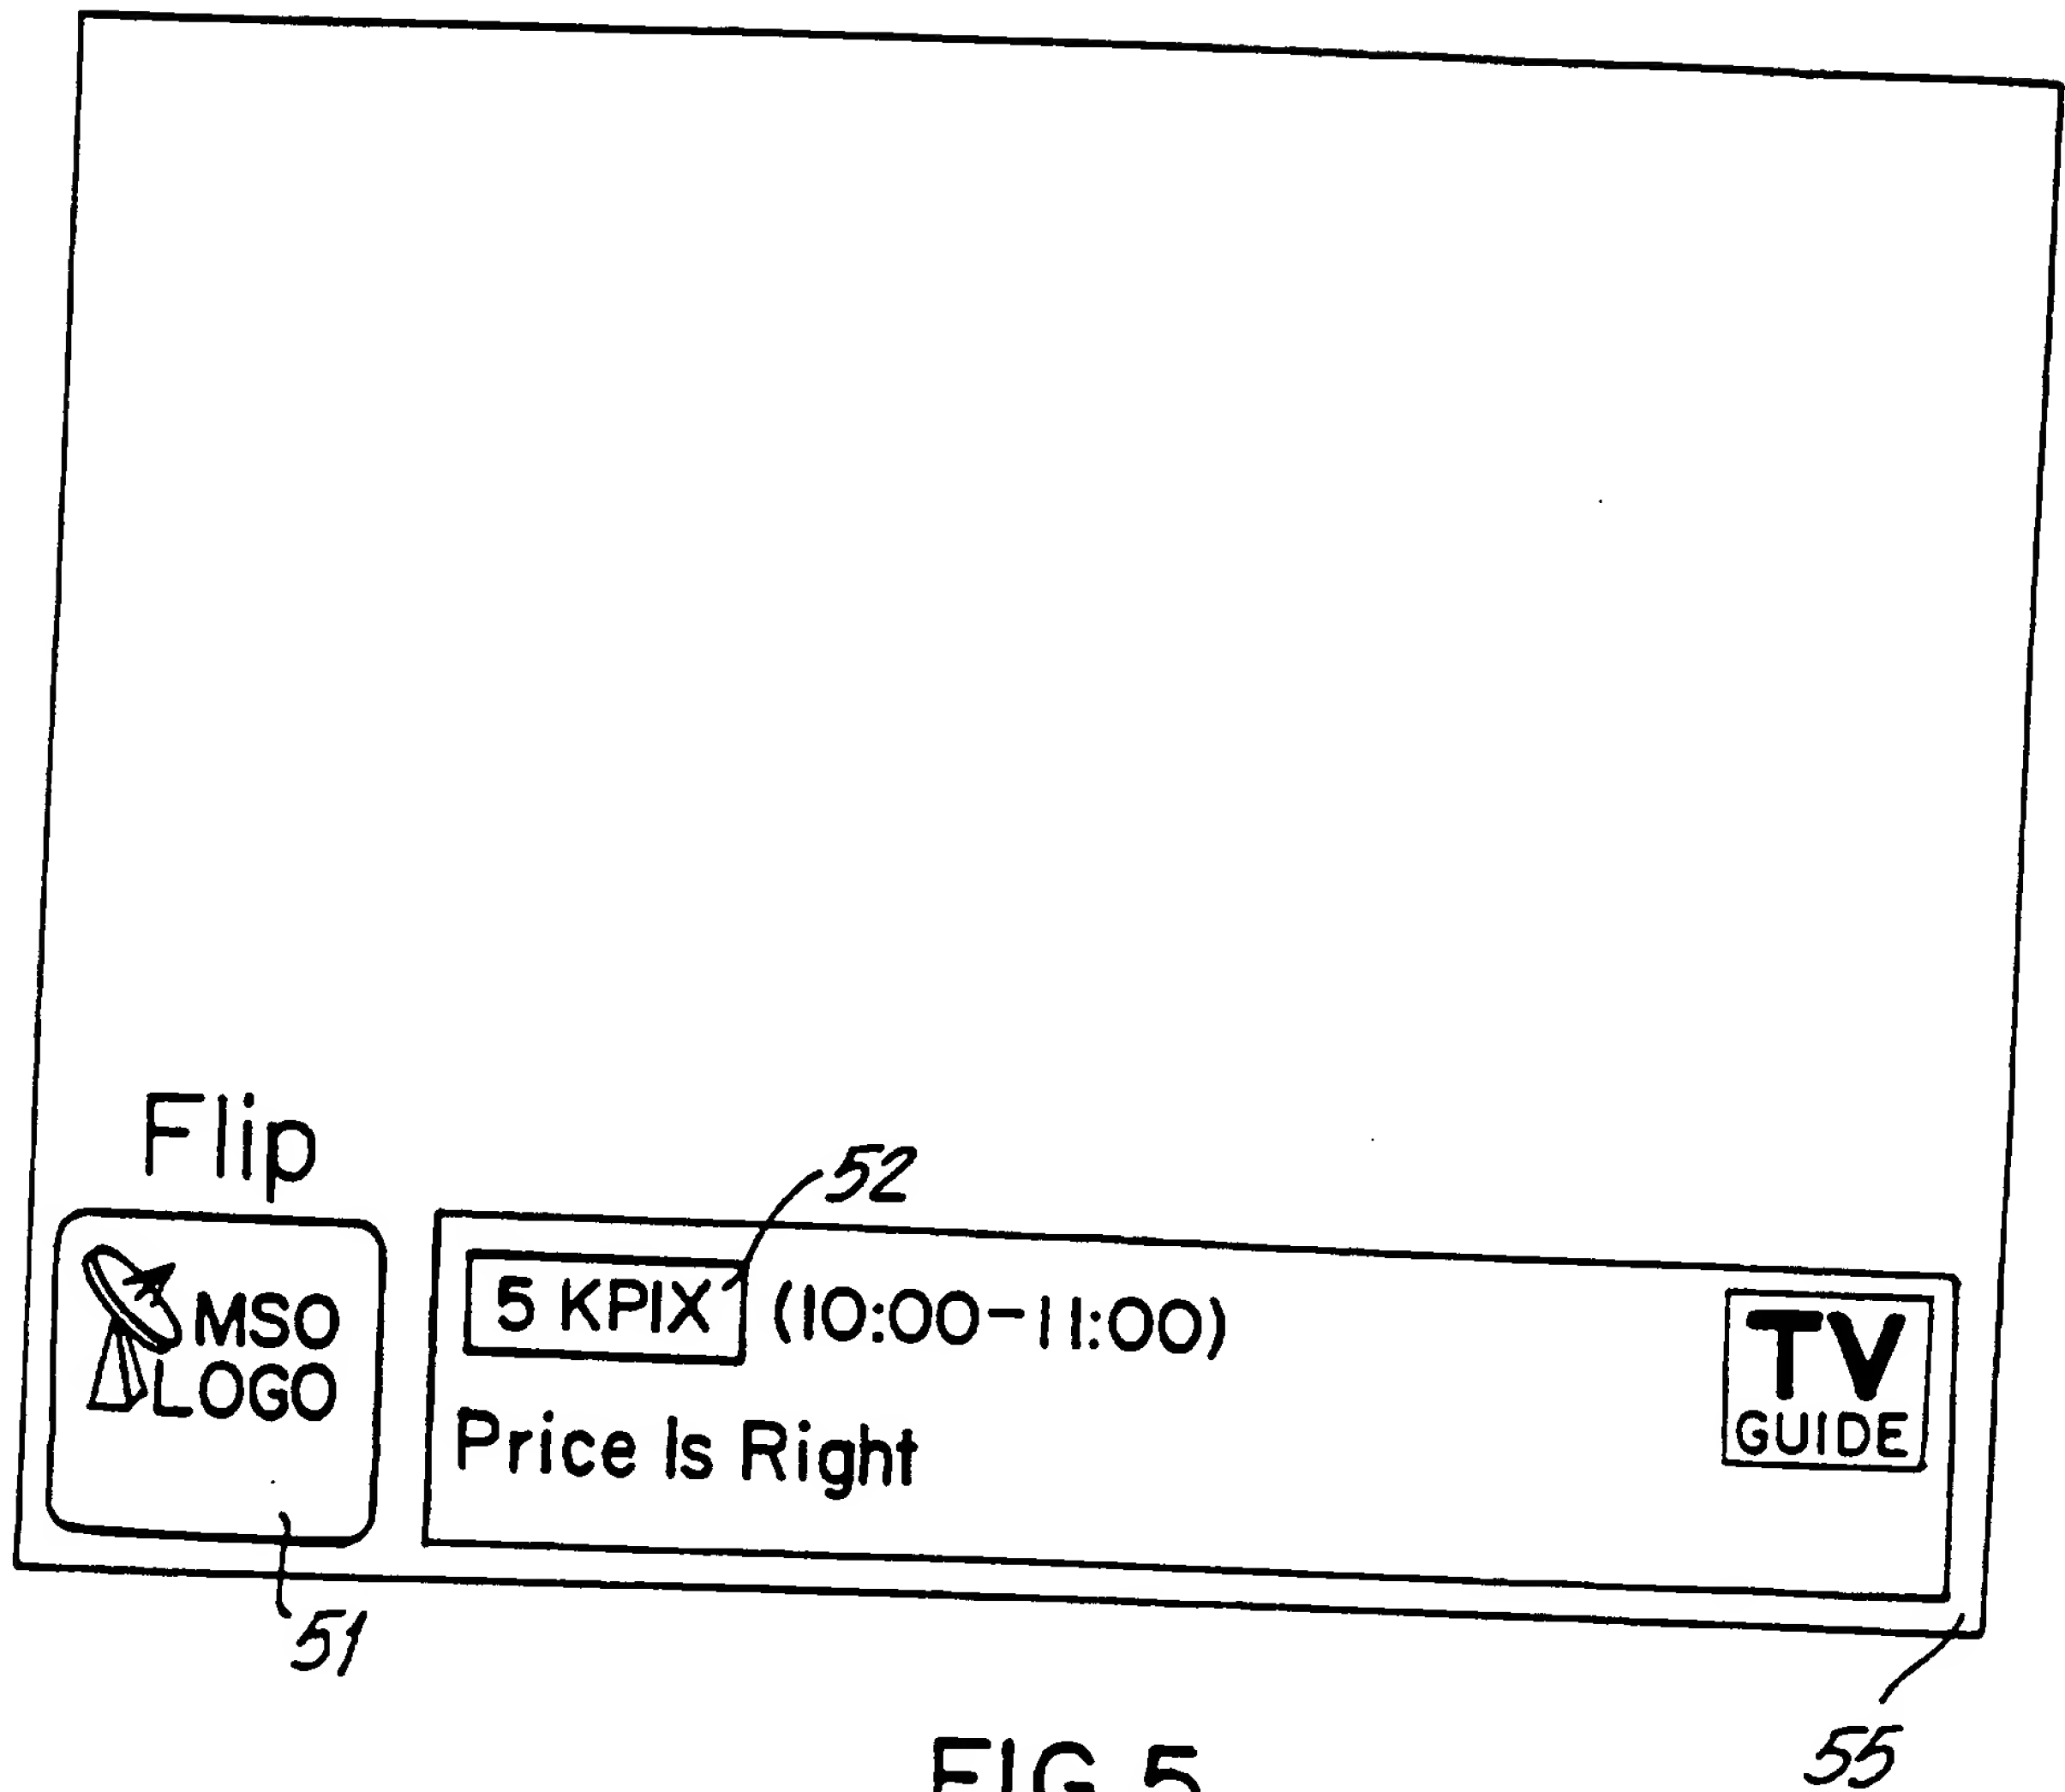 Flip
52
MSO
LOGO
5 KPIX (10:00-11:00)
Price Is Right
TV
GUIDE
51
55
FIG. 5